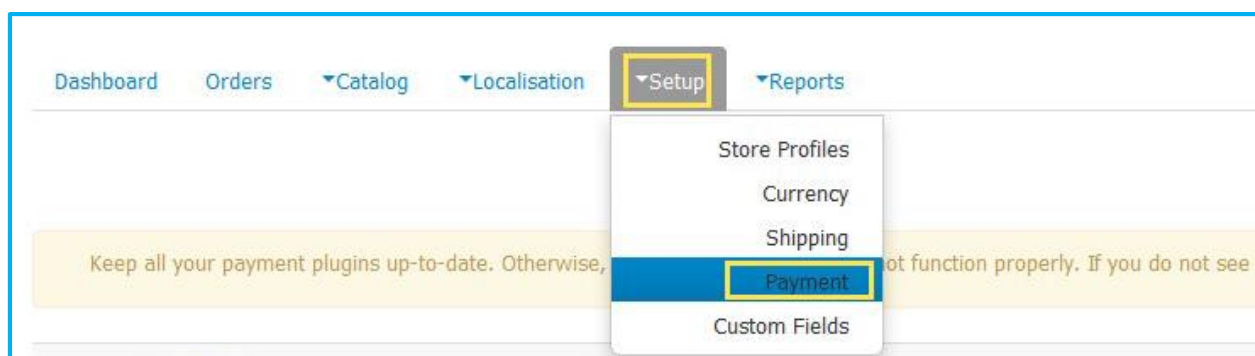 Dashboard Orders Catalog Localisation Setup Reports
Store Profiles
Currency
Shipping
Keep all your payment plugins up-to-date. Otherwise, ot function properly. If you do not see
Payment
Custom Fields